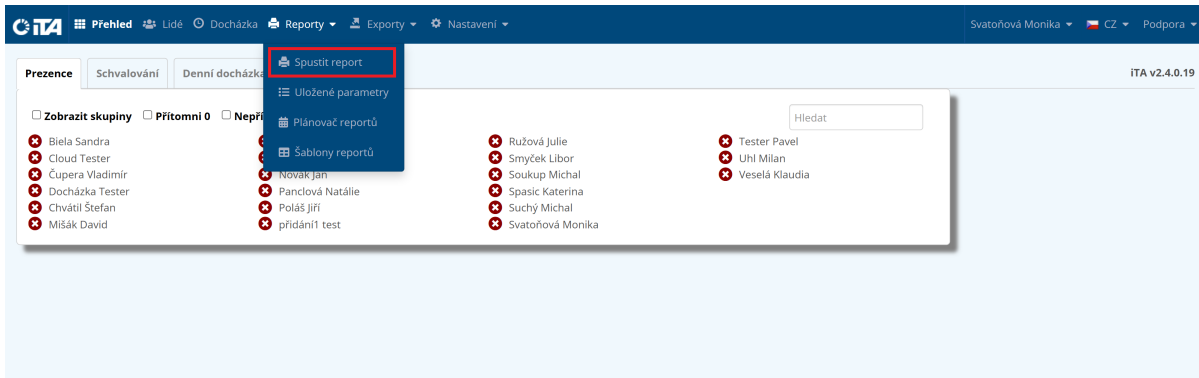 iTA Přehled Lidé Docházka Reporty Exporty Nastavení Svatoňová Monika CZ Podpora
Spustit report
Uložené parametry
Plánovač reportů
Šablony reportů
Prezence Schvalování Denní docházka iTA v2.4.0.19
Zobrazit skupiny Přítomni 0 Hledat
Biela Sandra Ružová Julie Tester Pavel
Cloud Tester Smyček Libor Uhl Milan
Čupera Vladimír Novák Jan Soukup Michal Veselá Klaudia
Docházka Tester Panclová Natálie Spasic Katerina
Chvátil Štefan Poláš Jiří Suchý Michal
Mišák David přidání1 test Svatoňová Monika